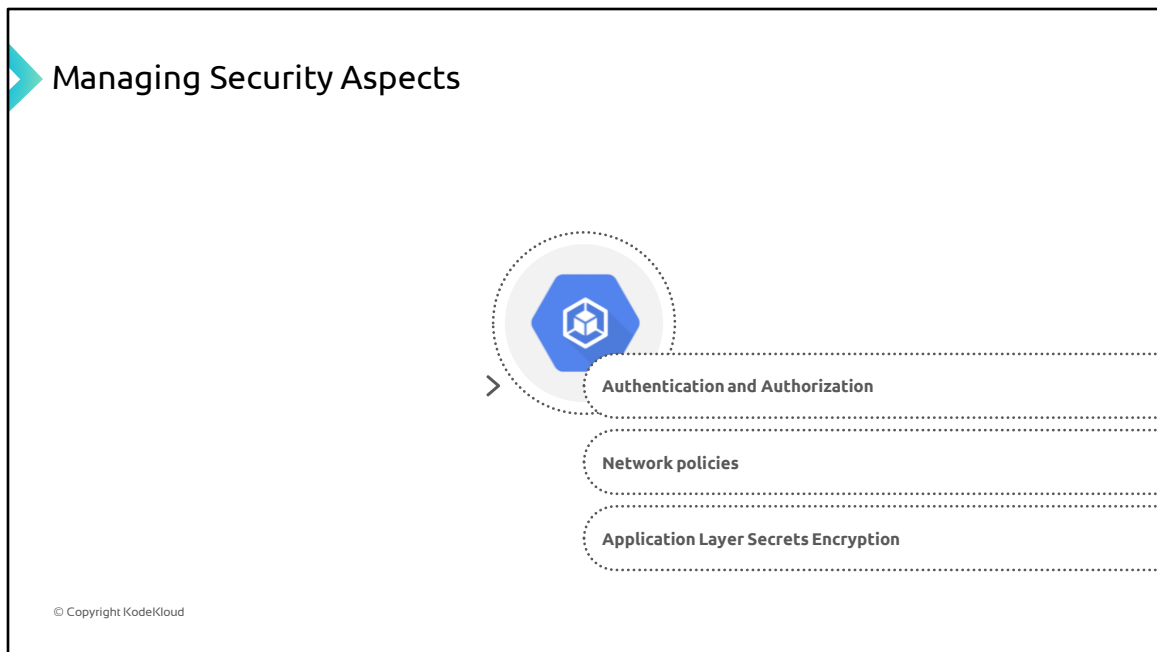 Managing Security Aspects
Authentication and Authorization
Network policies
Application Layer Secrets Encryption
© Copyright KodeKloud